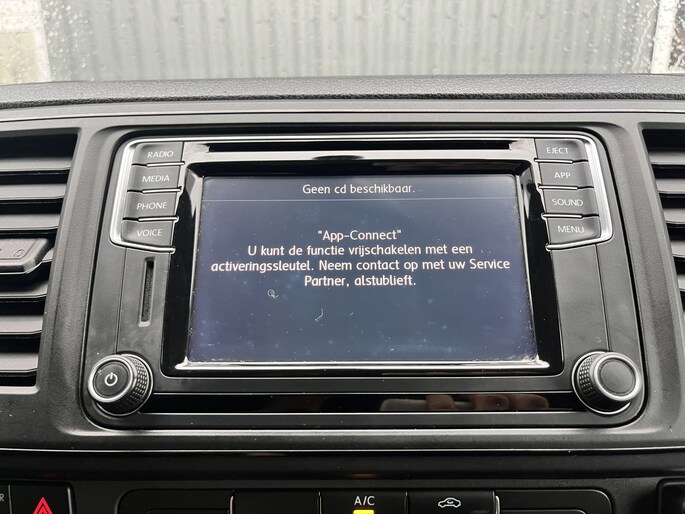 RADIO
MEDIA
PHONE
VOICE
EJECT
APP
SOUND
MENU
Geen cd beschikbaar.
"App-Connect"
U kunt de functie vrijschakelen met een
activeringssleutel. Neem contact op met uw Service
Partner, alstublieft.
A/C